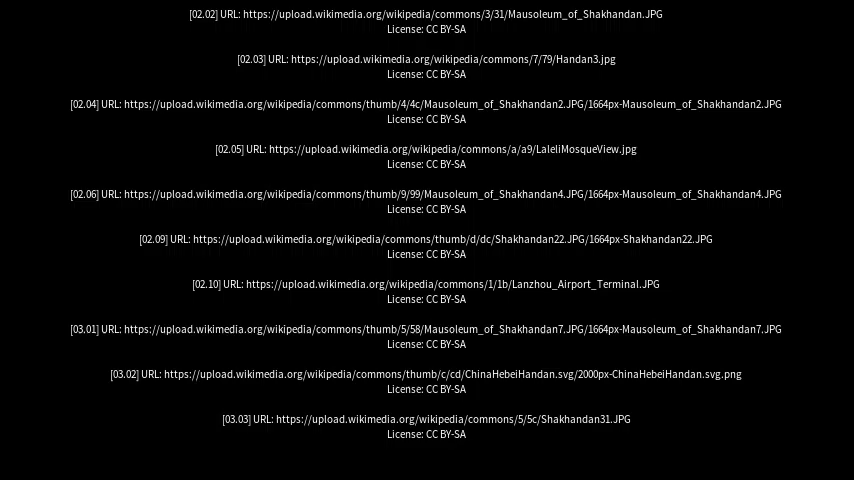 [02.02] URL: https://upload.wikimedia.org/wikipedia/commons/3/31/Mausoleum_of_Shakhandan.JPG
License: CC BY-SA
[02.03] URL: https://upload.wikimedia.org/wikipedia/commons/7/79/Handan3.jpg
License: CC BY-SA
[02.04] URL: https://upload.wikimedia.org/wikipedia/commons/thumb/4/4c/Mausoleum_of_Shakhandan2.JPG/1664px-Mausoleum_of_Shakhandan2.JPG
License: CC BY-SA
[02.05] URL: https://upload.wikimedia.org/wikipedia/commons/a/a9/LaleliMosqueView.jpg
License: CC BY-SA
[02.06] URL: https://upload.wikimedia.org/wikipedia/commons/thumb/9/99/Mausoleum_of_Shakhandan4.JPG/1664px-Mausoleum_of_Shakhandan4.JPG
License: CC BY-SA
[02.09] URL: https://upload.wikimedia.org/wikipedia/commons/thumb/d/dc/Shakhandan22.JPG/1664px-Shakhandan22.JPG
License: CC BY-SA
[02.10] URL: https://upload.wikimedia.org/wikipedia/commons/1/1b/Lanzhou_Airport_Terminal.JPG
License: CC BY-SA
[03.01] URL: https://upload.wikimedia.org/wikipedia/commons/thumb/5/58/Mausoleum_of_Shakhandan7.JPG/1664px-Mausoleum_of_Shakhandan7.JPG
License: CC BY-SA
[03.02] URL: https://upload.wikimedia.org/wikipedia/commons/thumb/c/cd/ChinaHebeiHandan.svg/2000px-ChinaHebeiHandan.svg.png
License: CC BY-SA
[03.03] URL: https://upload.wikimedia.org/wikipedia/commons/5/5c/Shakhandan31.JPG
License: CC BY-SA